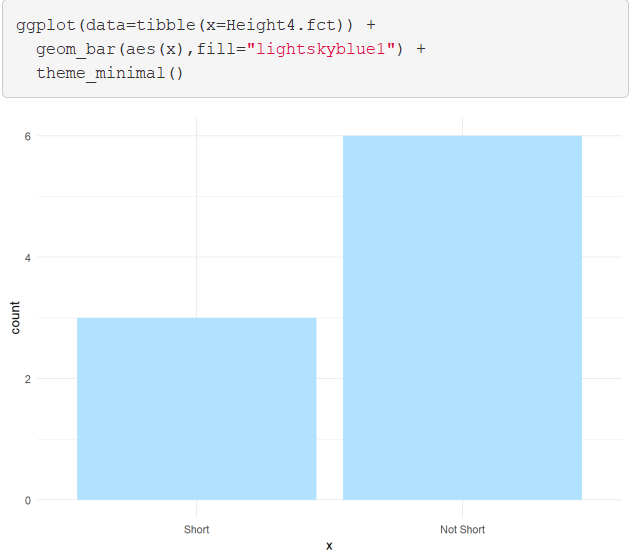 ggplot(data=tibble(x=Height4.fct)) +
  geom_bar(aes(x),fill="lightskyblue1") +
  theme_minimal()
6
4
count
2
0
Short Not Short
x